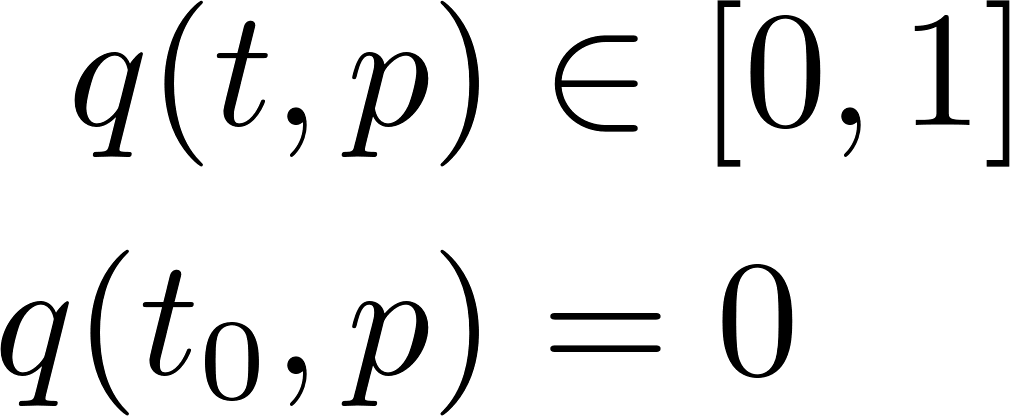 q(t, p) ∈ [0, 1]
q(t₀, p) = 0